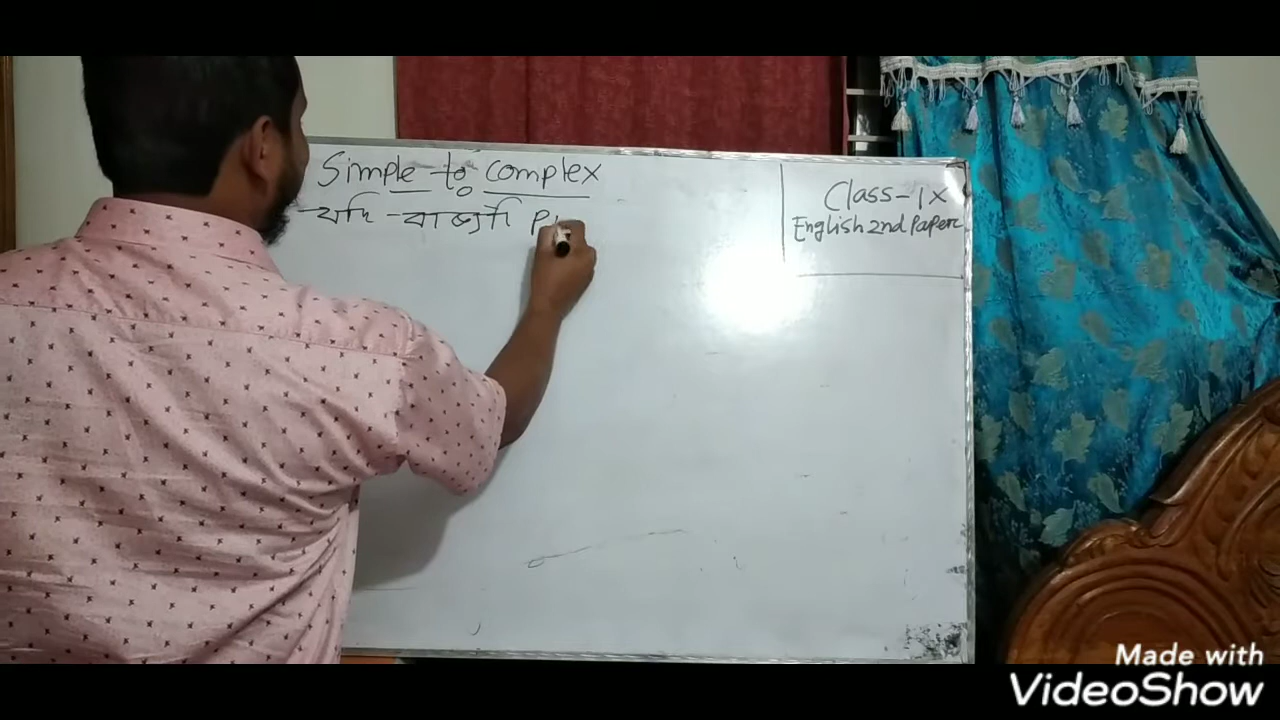 Simple to complex
যদি বাক্যটি
Class-IX
English 2nd Paper
Made with
VideoShow